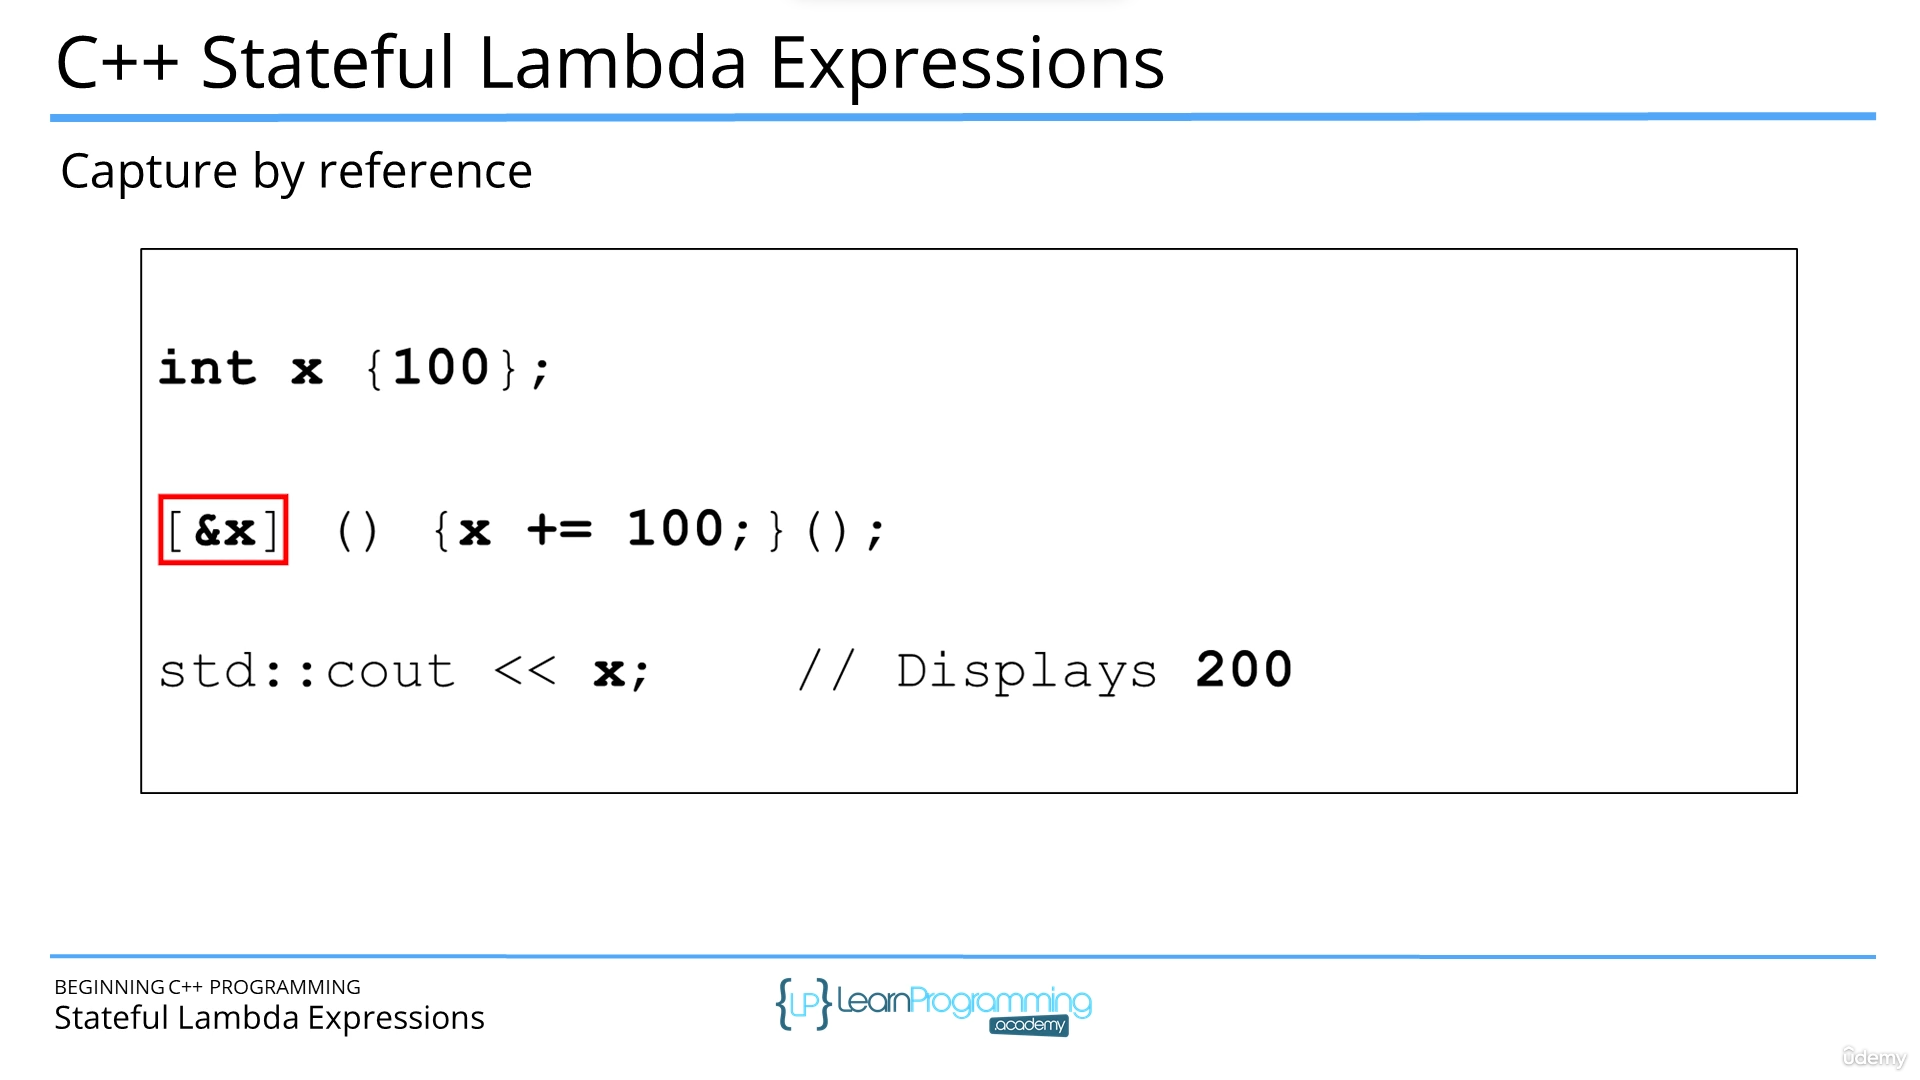 C++ Stateful Lambda Expressions
Capture by reference
int x {100};
[&x] () {x += 100;}();
std::cout << x; // Displays 200
BEGINNING C++ PROGRAMMING
Stateful Lambda Expressions
{LP} LearnProgramming
academy
ûdemy